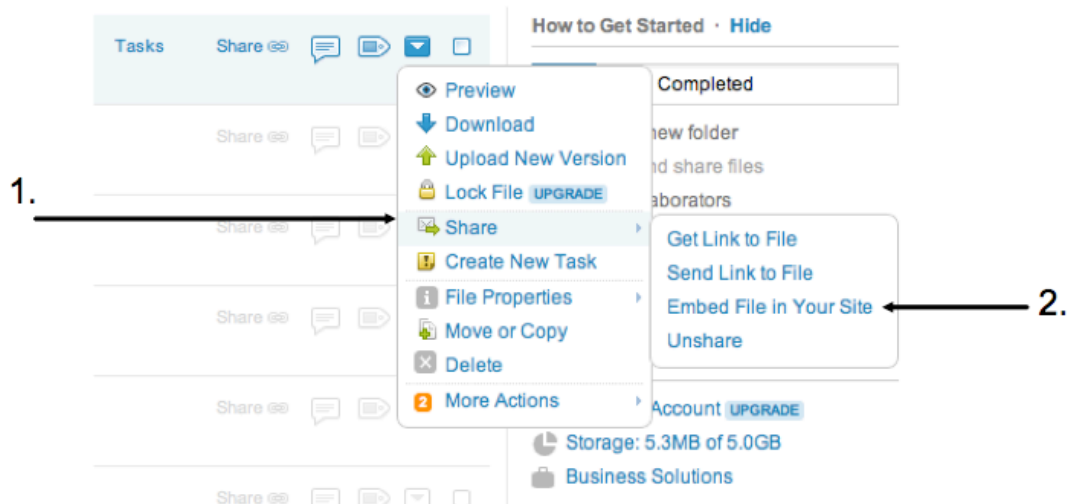 Tasks Share
How to Get Started · Hide
Completed
Preview
Download
new folder
Upload New Version
nd share files
Lock File UPGRADE
aborators
1.
Share
Share
Share
Get Link to File
Create New Task
Send Link to File
File Properties
Embed File in Your Site
2.
Share
Move or Copy
Unshare
Delete
Share
2 More Actions
Account UPGRADE
Storage: 5.3MB of 5.0GB
Business Solutions
Share